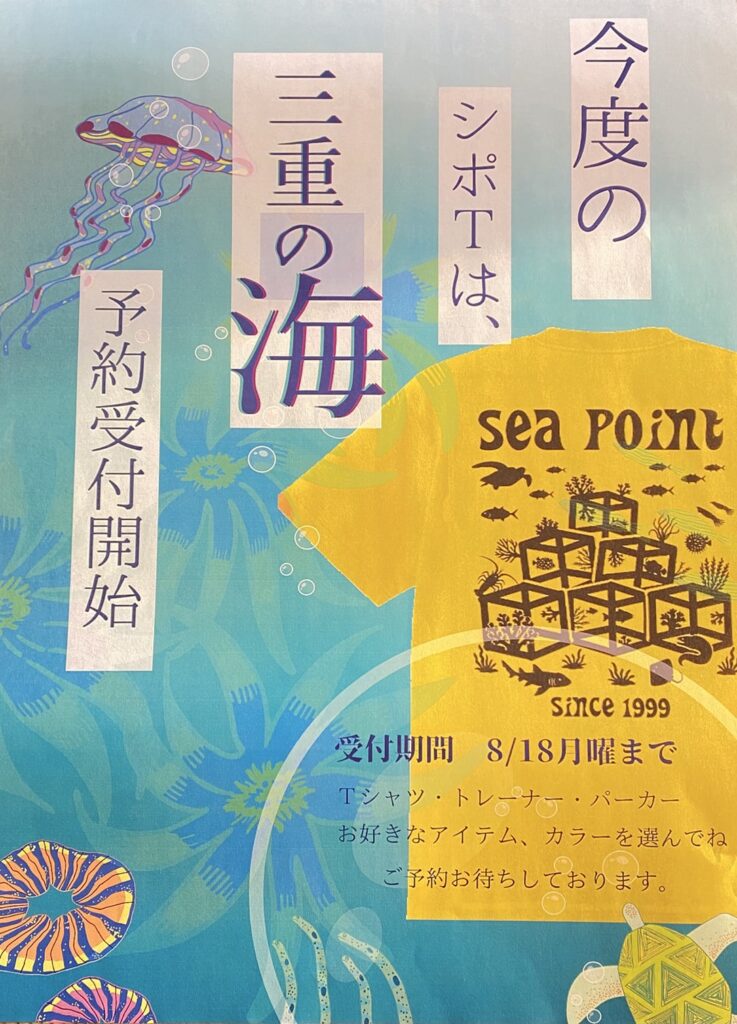 今度の
シポTは、
三重の海
予約受付開始
sea point
since 1999
受付期間 8/18月曜まで
Tシャツ・トレーナー・パーカー
お好きなアイテム、カラーを選んでね
ご予約お待ちしております。